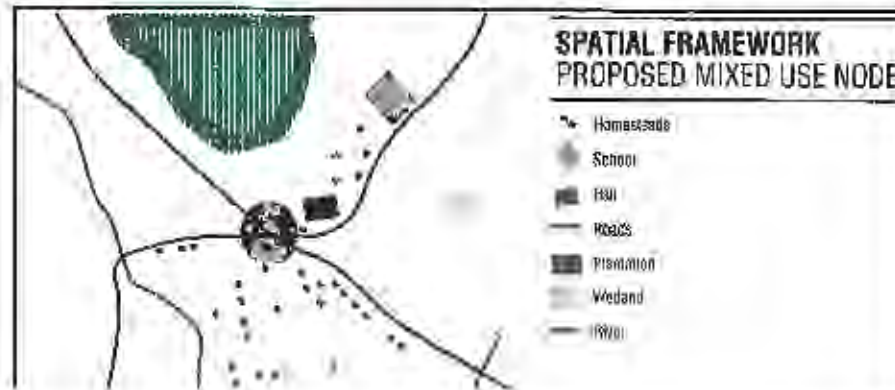 SPATIAL FRAMEWORK
PROPOSED MIXED USE NODE
Homesteads
School
Hall
Roads
Plantation
Wetland
River